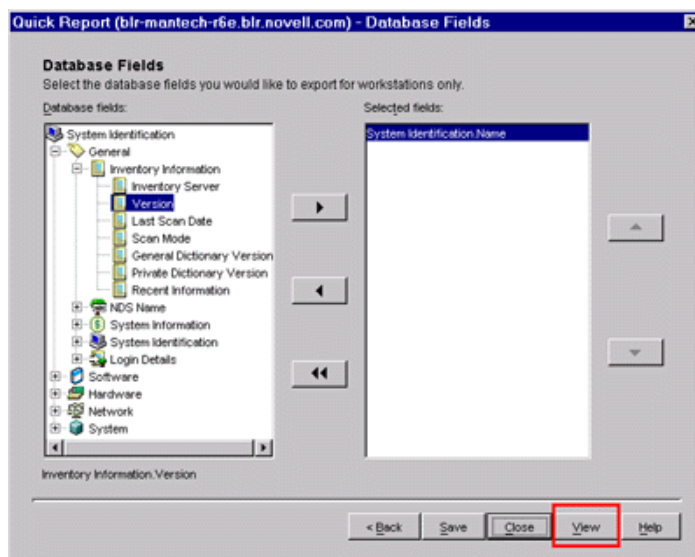 Quick Report (blr-mantech-r6e.blr.novell.com) - Database Fields
Database Fields
Select the database fields you would like to export for workstations only.
Database fields:
System Identification
General
Inventory Information
Inventory Server
Version
Last Scan Date
Scan Mode
General Dictionary Version
Private Dictionary Version
Recent Information
NDS Name
System Information
System Identification
Login Details
Software
Hardware
Network
System
Inventory Information.Version
Selected fields:
System Identification.Name
< Back
Save
Close
View
Help